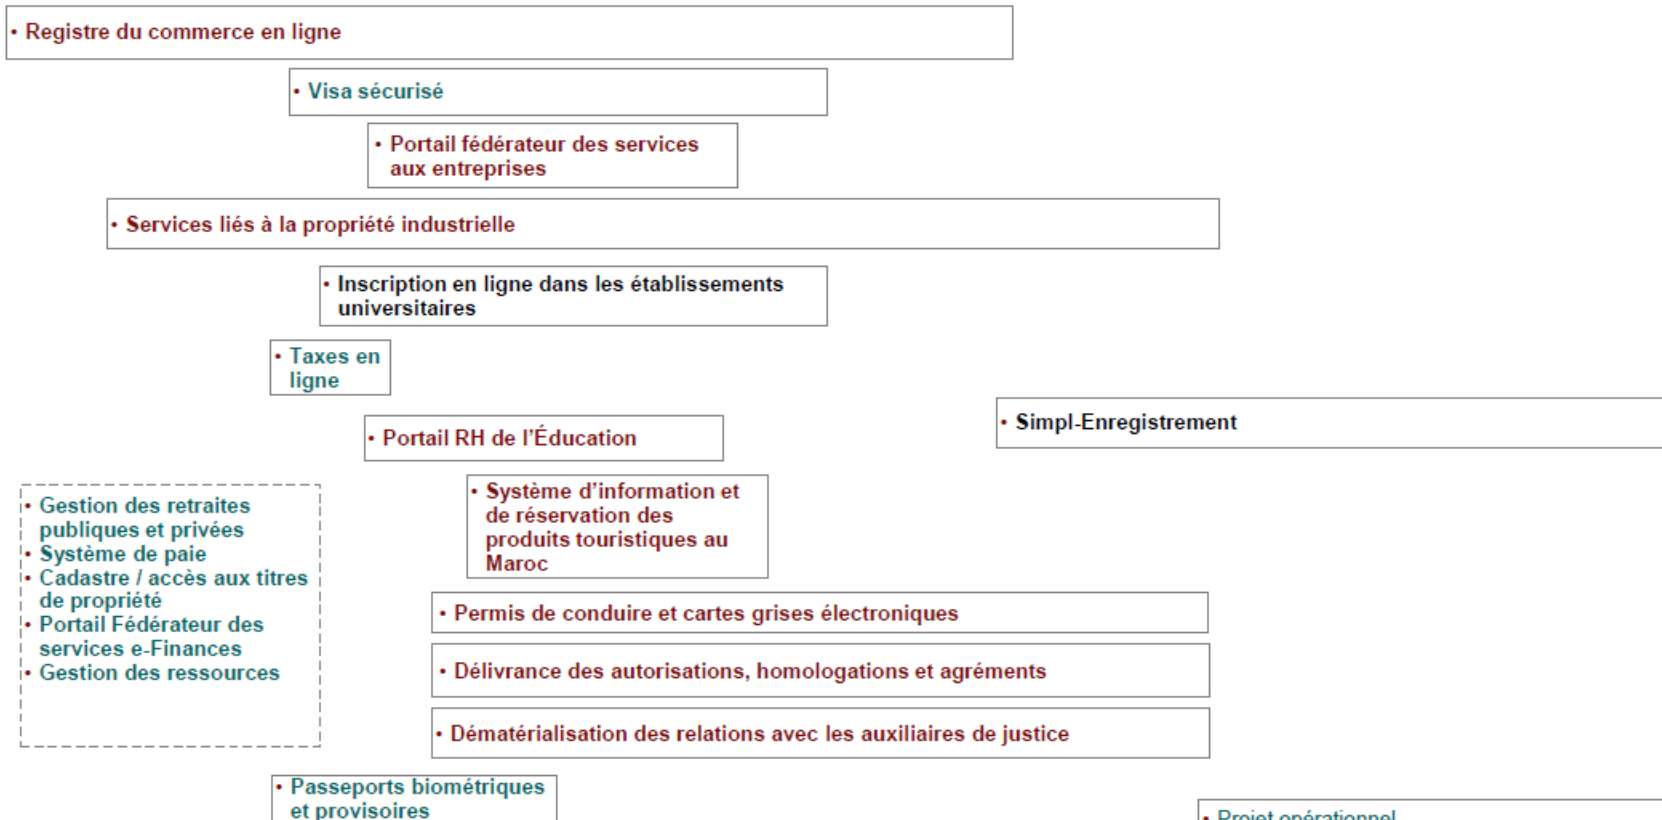 • Registre du commerce en ligne
• Visa sécurisé
• Portail fédérateur des services
aux entreprises
• Services liés à la propriété industrielle
• Inscription en ligne dans les établissements
universitaires
• Taxes en
ligne
• Simpl-Enregistrement
• Portail RH de l’Éducation
• Système d’information et
de réservation des
produits touristiques au
Maroc
• Gestion des retraites
publiques et privées
• Système de paie
• Cadastre / accès aux titres
de propriété
• Portail Fédérateur des
services e-Finances
• Gestion des ressources
• Permis de conduire et cartes grises électroniques
• Délivrance des autorisations, homologations et agréments
• Dématérialisation des relations avec les auxiliaires de justice
• Passeports biométriques
et provisoires
• Projet opérationnel